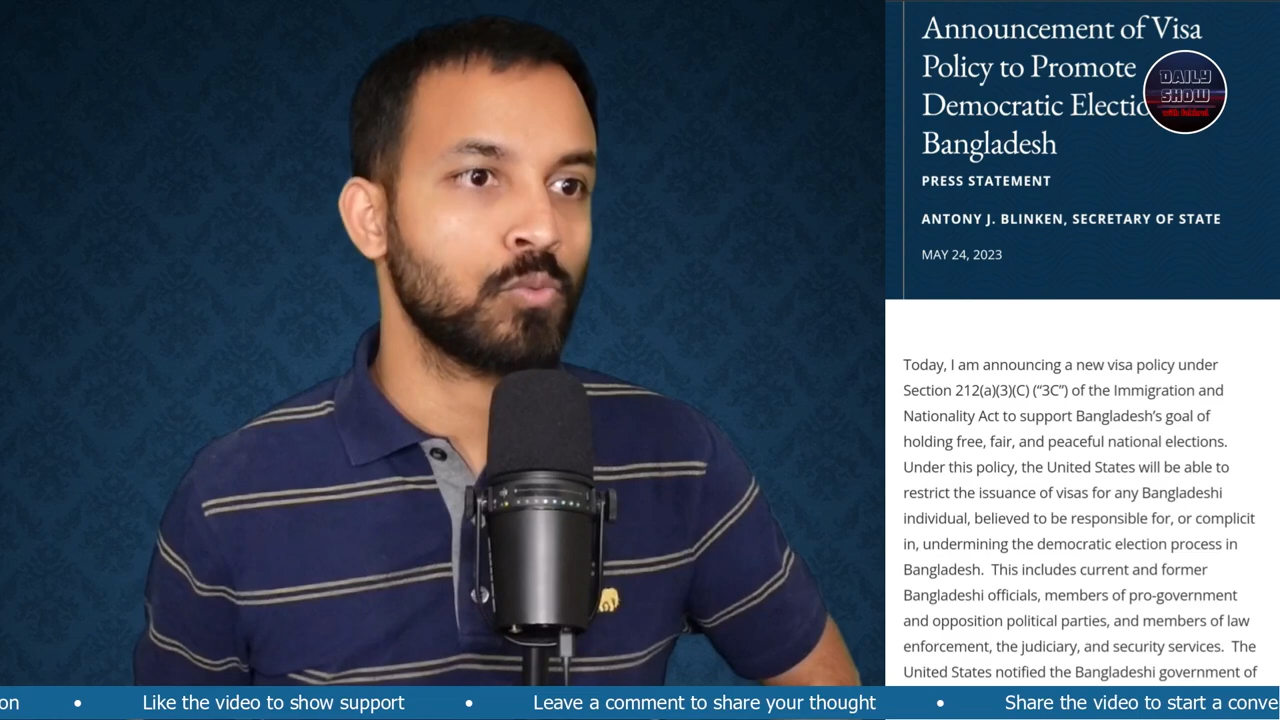 Announcement of Visa
Policy to Promote
Democratic Electio
Bangladesh
DAILY
SHOW
PRESS STATEMENT
ANTONY J. BLINKEN, SECRETARY OF STATE
MAY 24, 2023
Today, I am announcing a new visa policy under
Section 212(a)(3)(C) (“3C”) of the Immigration and
Nationality Act to support Bangladesh’s goal of
holding free, fair, and peaceful national elections.
Under this policy, the United States will be able to
restrict the issuance of visas for any Bangladeshi
individual, believed to be responsible for, or complicit
in, undermining the democratic election process in
Bangladesh.  This includes current and former
Bangladeshi officials, members of pro-government
and opposition political parties, and members of law
enforcement, the judiciary, and security services.  The
United States notified the Bangladeshi government of
on • Like the video to show support • Leave a comment to share your thought • Share the video to start a conve